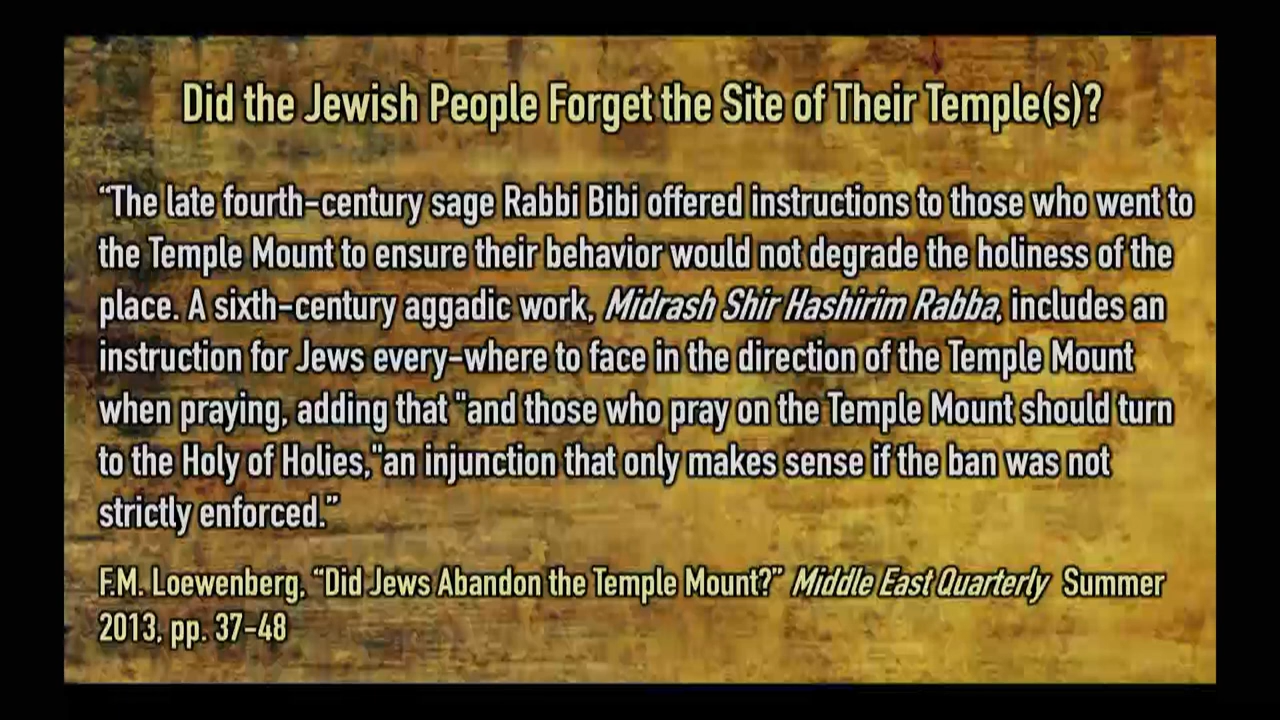 Did the Jewish People Forget the Site of Their Temple(s)?
“The late fourth-century sage Rabbi Bibi offered instructions to those who went to
the Temple Mount to ensure their behavior would not degrade the holiness of the
place. A sixth-century aggadic work, Midrash Shir Hashirim Rabba, includes an
instruction for Jews every-where to face in the direction of the Temple Mount
when praying, adding that "and those who pray on the Temple Mount should turn
to the Holy of Holies,"an injunction that only makes sense if the ban was not
strictly enforced.”
F.M. Loewenberg, “Did Jews Abandon the Temple Mount?” Middle East Quarterly Summer
2013, pp. 37-48